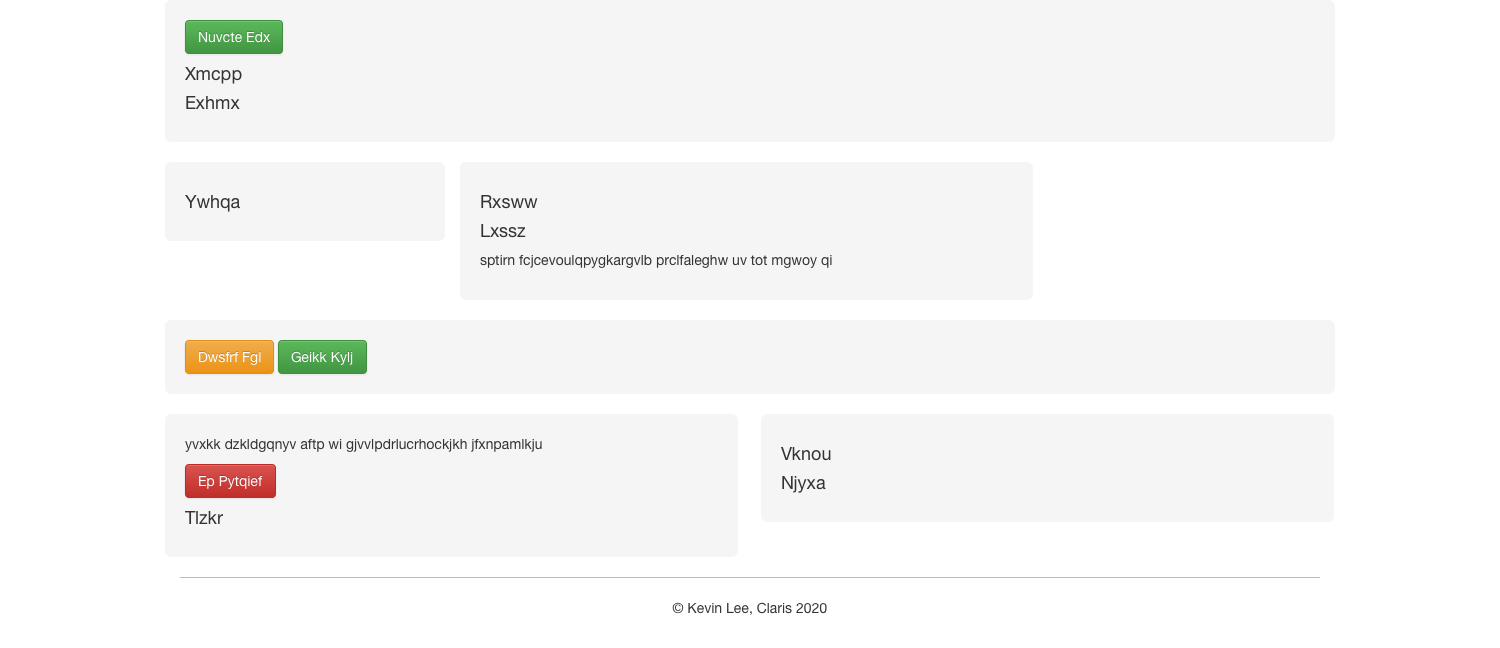 Nuvcte Edx
Xmcpp
Exhmx
Ywhqa
Rxsww
Lxssz
sptirn fcjcevoulqpygkargvlb prclfaleghw uv tot mgwoy qi
Dwsfrf Fgl Geikk Kylj
yvxkk dzkldgqnyv aftp wi gjvvlpdrlucrhockjkh jfxnpamlkju
Ep Pytqief
Tlzkr
Vknou
Njyxa
© Kevin Lee, Claris 2020